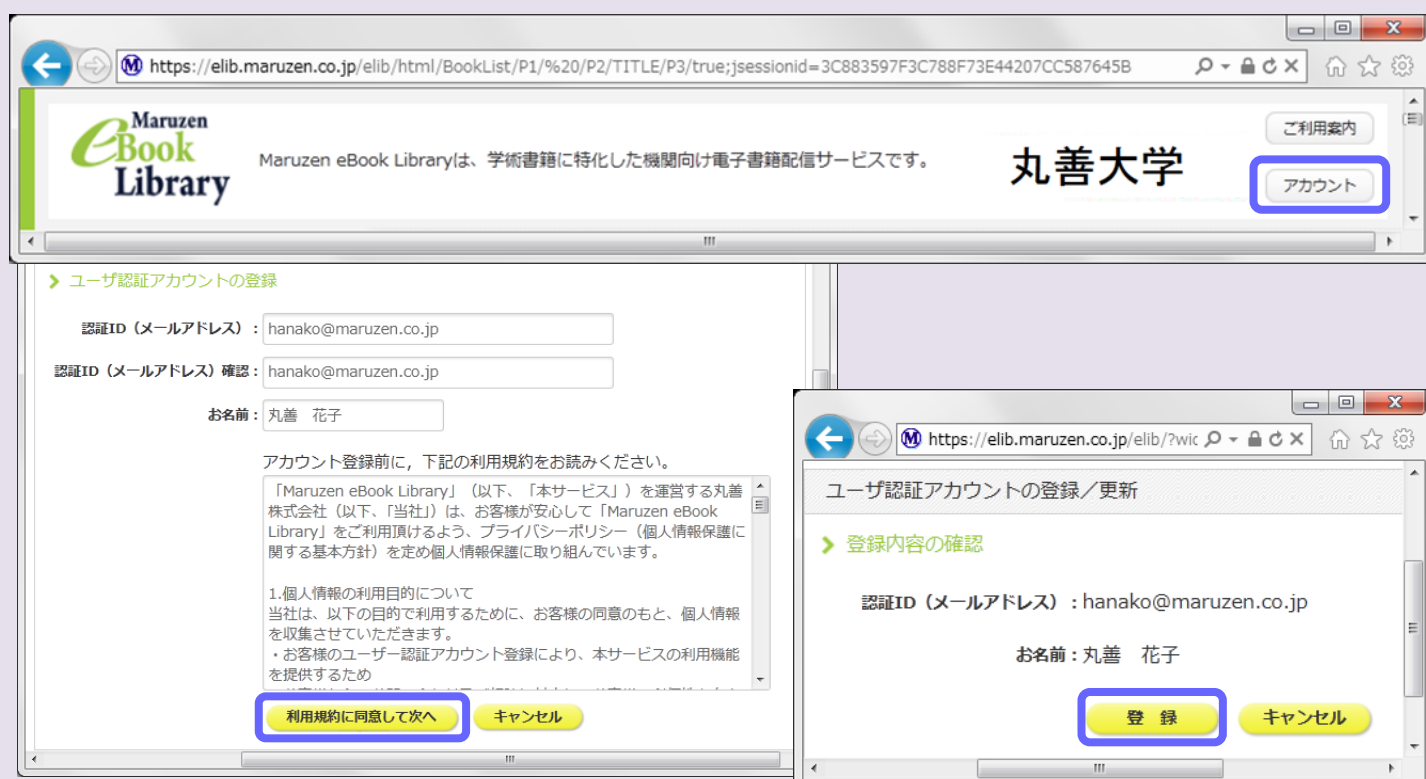 https://elib.maruzen.co.jp/elib/html/BookList/P1/%20/P2/TITLE/P3/true;jsessionid=3C883597F3C788F73E44207CC587645B
Maruzen
eBook
Library
Maruzen eBook Libraryは、学術書籍に特化した機関向け電子書籍配信サービスです。
丸善大学
ご利用案内
アカウント
ユーザ認証アカウントの登録
認証ID（メールアドレス）：hanako@maruzen.co.jp
認証ID（メールアドレス）確認：hanako@maruzen.co.jp
お名前：丸善　花子
アカウント登録前に，下記の利用規約をお読みください。
「Maruzen eBook Library」（以下、「本サービス」）を運営する丸善
株式会社（以下、「当社」）は、お客様が安心して「Maruzen eBook
Library」をご利用頂けるよう、プライバシーポリシー（個人情報保護に
関する基本方針）を定め個人情報保護に取り組んでいます。
1.個人情報の利用目的について
当社は、以下の目的で利用するために、お客様の同意のもと、個人情報
を収集させていただきます。
・お客様のユーザー認証アカウント登録により、本サービスの利用機能
を提供するため
利用規約に同意して次へ
キャンセル
https://elib.maruzen.co.jp/elib/?wic
ユーザ認証アカウントの登録／更新
登録内容の確認
認証ID（メールアドレス）：hanako@maruzen.co.jp
お名前：丸善　花子
登 録
キャンセル